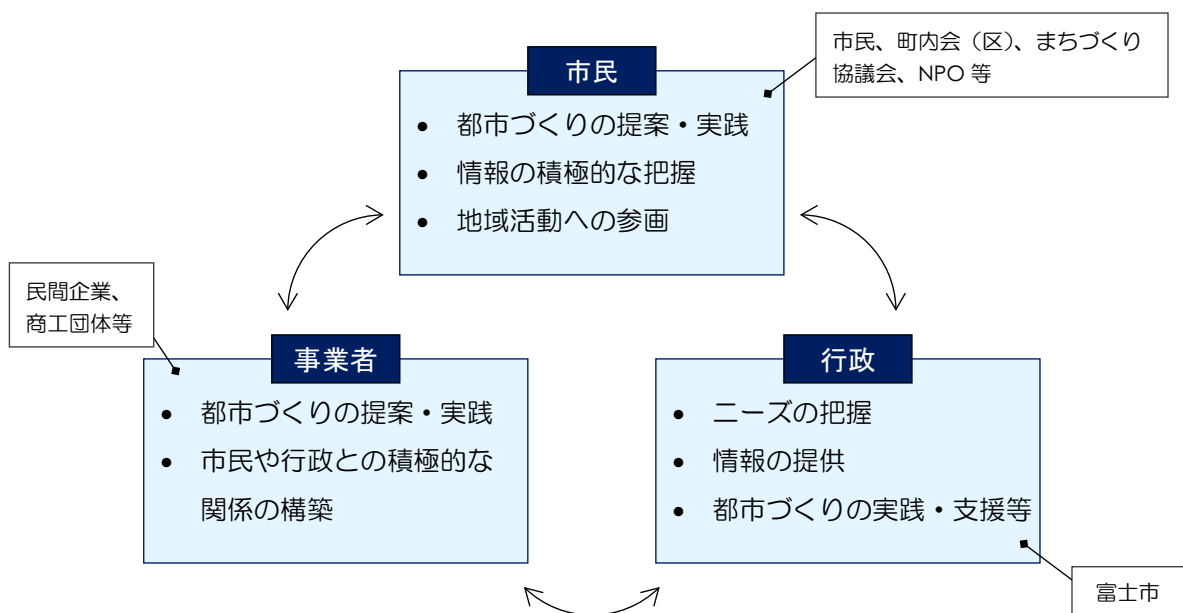 市民、町内会（区）、まちづくり
協議会、NPO 等
市民
• 都市づくりの提案・実践
• 情報の積極的な把握
• 地域活動への参画
民間企業、
商工団体等
事業者
• 都市づくりの提案・実践
• 市民や行政との積極的な
関係の構築
行政
• ニーズの把握
• 情報の提供
• 都市づくりの実践・支援等
富士市